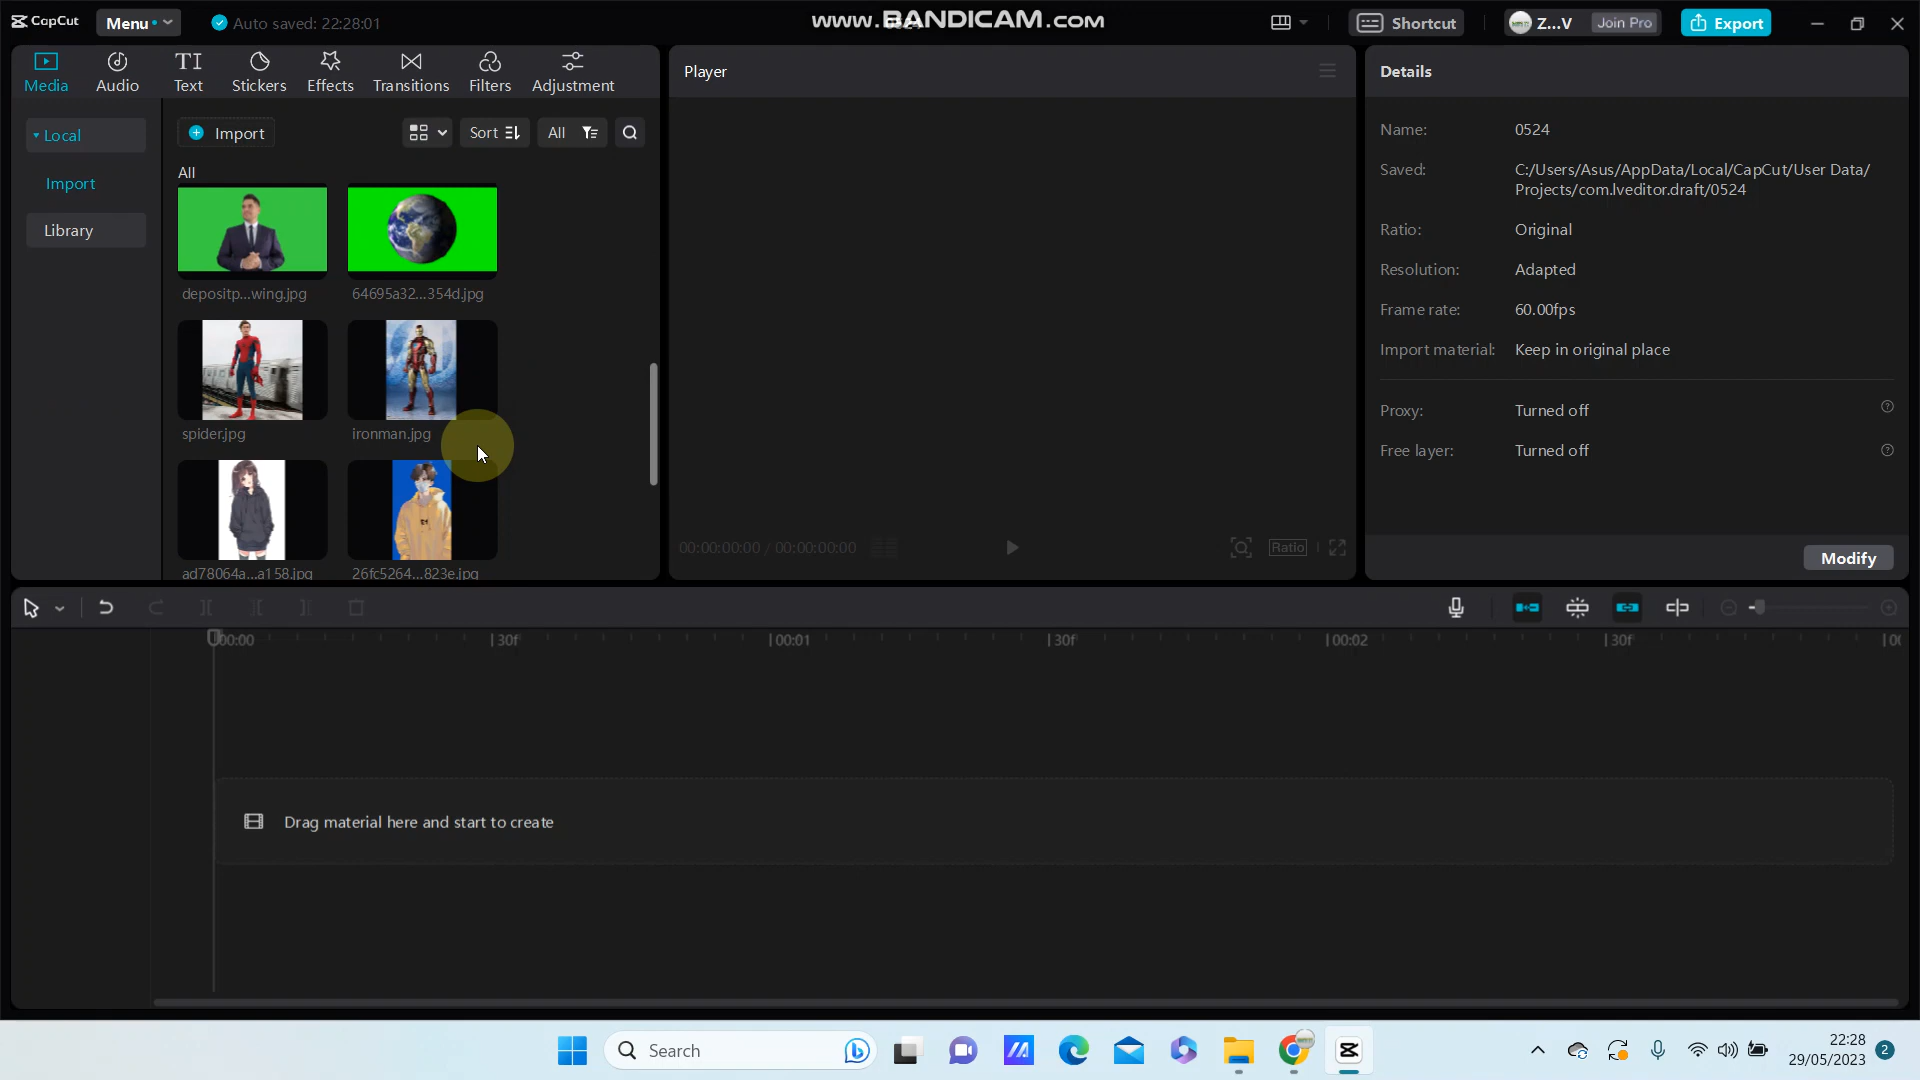 CapCut
Menu
Auto saved: 22:28:01
www.BANDICAM.com
Shortcut
Z...V
Join Pro
Export
Media
Audio
Text
Stickers
Effects
Transitions
Filters
Adjustment
Player
Details
Local
Import
Library
Import
Sort
All
All
depositp...wing.jpg
64695a32...354d.jpg
spider.jpg
ironman.jpg
ad78064a...a158.jpg
26fc5264...823e.jpg
00:00:00:00 / 00:00:00:00
Ratio
Name: 0524
Saved: C:/Users/Asus/AppData/Local/CapCut/User Data/
Projects/com.lveditor.draft/0524
Ratio: Original
Resolution: Adapted
Frame rate: 60.00fps
Import material: Keep in original place
Proxy: Turned off
Free layer: Turned off
Modify
00:00
30f
00:01
30f
00:02
30f
Drag material here and start to create
Search
22:28
29/05/2023
2